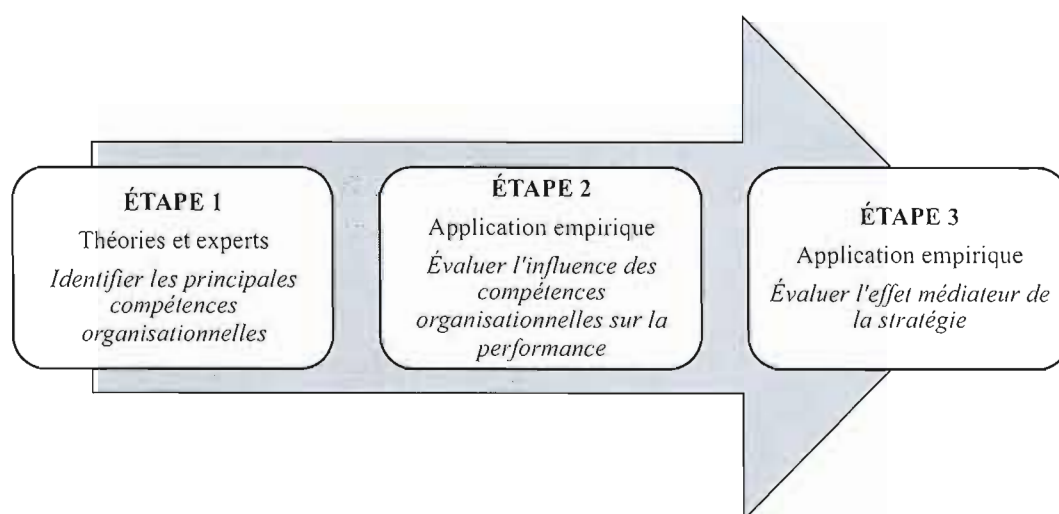 ÉTAPE 1
Théories et experts
Identifier les principales
compétences
organisationnelles
ÉTAPE 2
Application empirique
Évaluer l'influence des
compétences
organisationnelles sur la
performance
ÉTAPE 3
Application empirique
Évaluer l'effet médiateur de
la stratégie